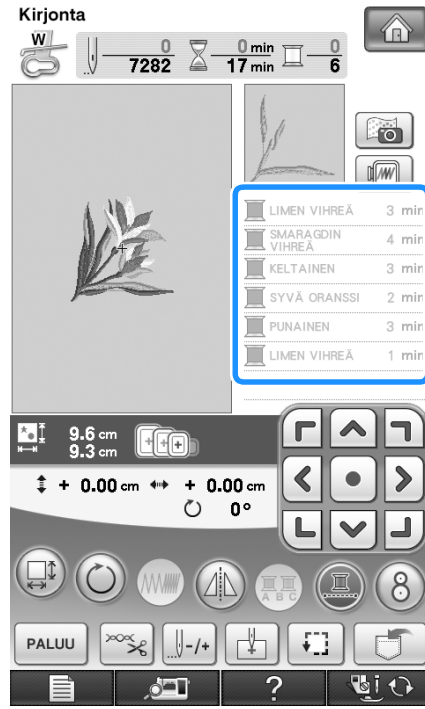 Kirjonta
W
0 0 min 0
7282 17 min 6
LIMEN VIHREÄ 3 min
SMARAGDIN
VIHREÄ 4 min
KELTAINEN 3 min
SYVÄ ORANSSI 2 min
PUNAINEN 3 min
LIMEN VIHREÄ 1 min
9.6 cm
9.3 cm
+ 0.00 cm + 0.00 cm
0°
A B C
8
PALUU
-/+
?